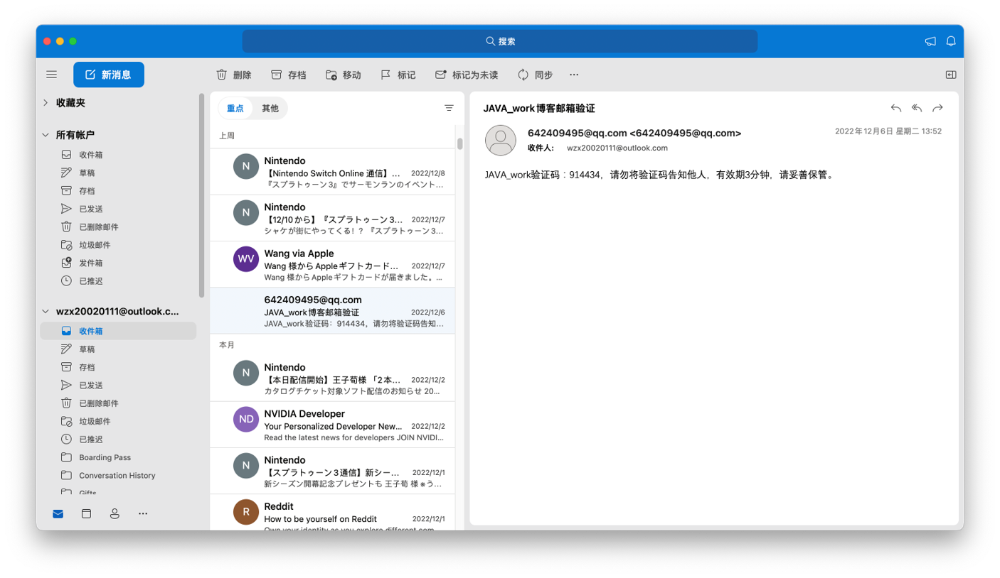 搜索
新消息
删除
存档
移动
标记
标记为未读
同步
收藏夹
所有帐户
收件箱
草稿
存档
已发送
已删除邮件
垃圾邮件
发件箱
已推迟
wzx20020111@outlook.c...
收件箱
草稿
存档
已发送
已删除邮件
垃圾邮件
已推迟
Boarding Pass
Conversation History
Gifts
重点 其他
上周
N
Nintendo
【Nintendo Switch Online 通信】... 2022/12/8
『スプラトゥーン3』でサーモンランのイベント...
N
Nintendo
【12/10から】『スプラトゥーン3... 2022/12/7
シャケが街にやってくる！？『スプラトゥーン3...
WV
Wang via Apple
Wang 様からAppleギフトカード... 2022/12/7
Wang 様からAppleギフトカードが届きました。...
642409495@qq.com
JAVA_work博客邮箱验证 2022/12/6
JAVA_work验证码：914434，请勿将验证码告知...
本月
N
Nintendo
【本日配信開始】王子荀様 「2本... 2022/12/2
カタログチケット対象ソフト配信のお知らせ 20...
ND
NVIDIA Developer
Your Personalized Developer New... 2022/12/2
Read the latest news for developers JOIN NVIDI...
N
Nintendo
【スプラトゥーン3通信】新シー... 2022/12/1
新シーズン開幕記念プレゼントも 王子荀 様 ※う...
R
Reddit
How to be yourself on Reddit 2022/12/1
Own your identity as you explore different com
JAVA_work博客邮箱验证
642409495@qq.com <642409495@qq.com>
2022年12月6日 星期二 13:52
收件人： wzx20020111@outlook.com
JAVA_work验证码：914434，请勿将验证码告知他人，有效期3分钟，请妥善保管。